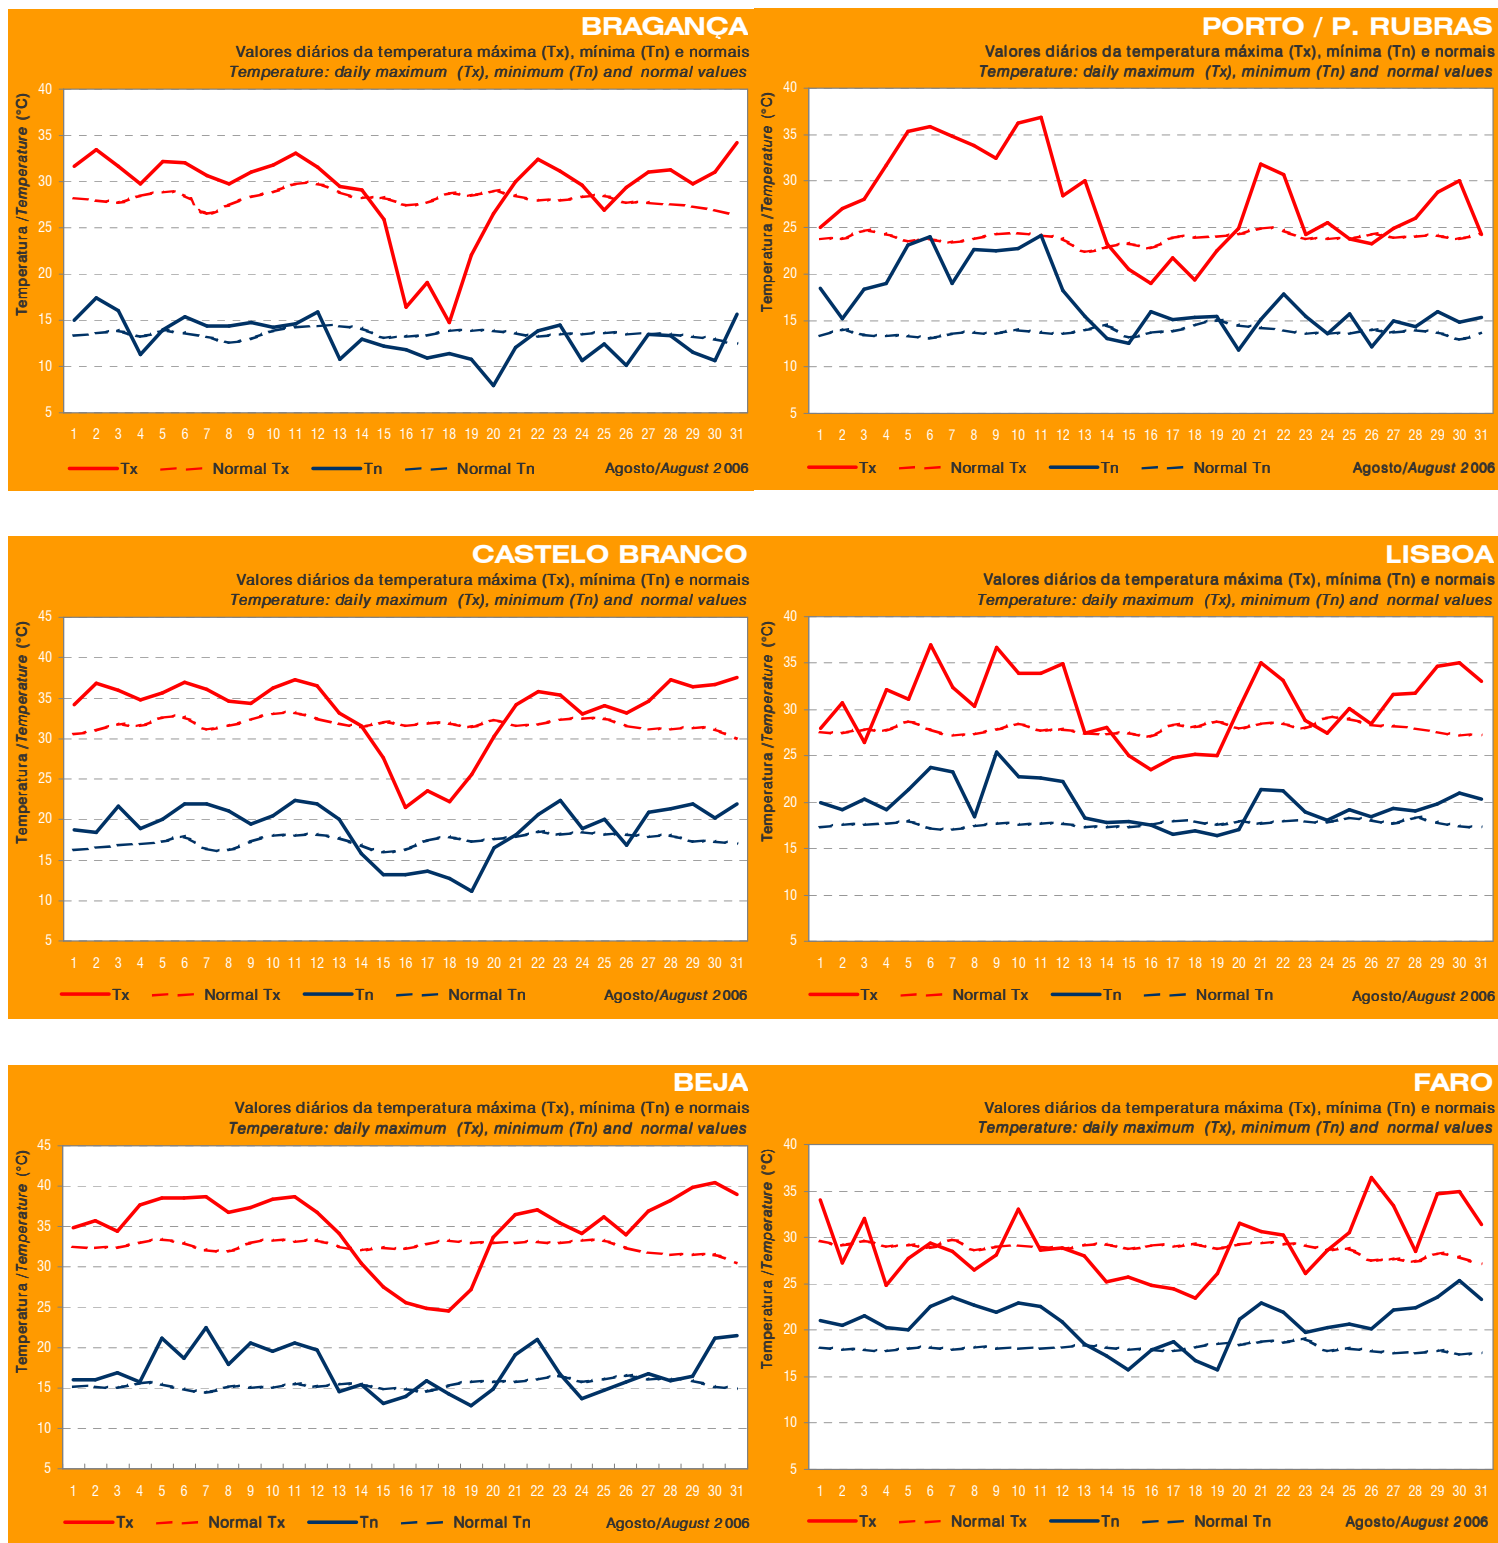 BRAGANÇA
Valores diários da temperatura máxima (Tx), mínima (Tn) e normais
Temperature: daily maximum (Tx), minimum (Tn) and normal values
Temperatura /Temperature (°C)
40
35
30
25
20
15
10
5
1 2 3 4 5 6 7 8 9 10 11 12 13 14 15 16 17 18 19 20 21 22 23 24 25 26 27 28 29 30 31
Tx Normal Tx Tn Normal Tn Agosto/August 2006
PORTO / P. RUBRAS
Valores diários da temperatura máxima (Tx), mínima (Tn) e normais
Temperature: daily maximum (Tx), minimum (Tn) and normal values
Temperatura /Temperature (°C)
40
35
30
25
20
15
10
5
1 2 3 4 5 6 7 8 9 10 11 12 13 14 15 16 17 18 19 20 21 22 23 24 25 26 27 28 29 30 31
Tx Normal Tx Tn Normal Tn Agosto/August 2006
CASTELO BRANCO
Valores diários da temperatura máxima (Tx), mínima (Tn) e normais
Temperature: daily maximum (Tx), minimum (Tn) and normal values
Temperatura /Temperature (°C)
45
40
35
30
25
20
15
10
5
1 2 3 4 5 6 7 8 9 10 11 12 13 14 15 16 17 18 19 20 21 22 23 24 25 26 27 28 29 30 31
Tx Normal Tx Tn Normal Tn Agosto/August 2006
LISBOA
Valores diários da temperatura máxima (Tx), mínima (Tn) e normais
Temperature: daily maximum (Tx), minimum (Tn) and normal values
Temperatura /Temperature (°C)
40
35
30
25
20
15
10
5
1 2 3 4 5 6 7 8 9 10 11 12 13 14 15 16 17 18 19 20 21 22 23 24 25 26 27 28 29 30 31
Tx Normal Tx Tn Normal Tn Agosto/August 2006
BEJA
Valores diários da temperatura máxima (Tx), mínima (Tn) e normais
Temperature: daily maximum (Tx), minimum (Tn) and normal values
Temperatura /Temperature (°C)
45
40
35
30
25
20
15
10
5
1 2 3 4 5 6 7 8 9 10 11 12 13 14 15 16 17 18 19 20 21 22 23 24 25 26 27 28 29 30 31
Tx Normal Tx Tn Normal Tn Agosto/August 2006
FARO
Valores diários da temperatura máxima (Tx), mínima (Tn) e normais
Temperature: daily maximum (Tx), minimum (Tn) and normal values
Temperatura /Temperature (°C)
40
35
30
25
20
15
10
5
1 2 3 4 5 6 7 8 9 10 11 12 13 14 15 16 17 18 19 20 21 22 23 24 25 26 27 28 29 30 31
Tx Normal Tx Tn Normal Tn Agosto/August 2006